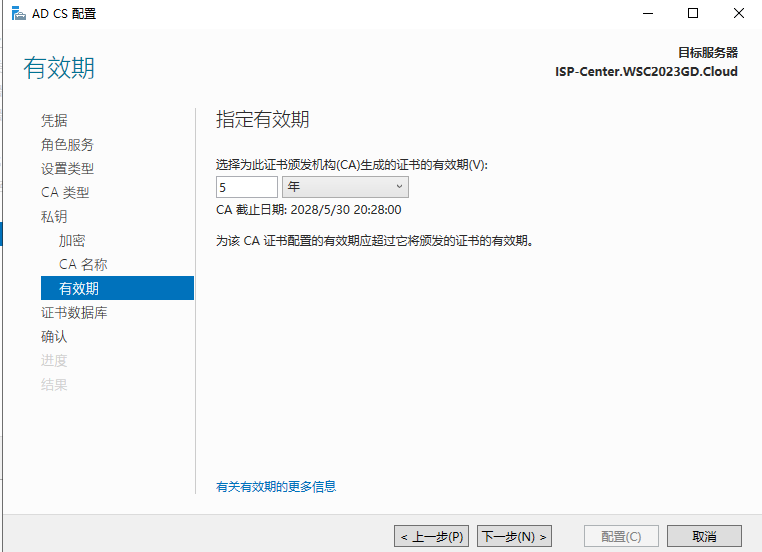 AD CS 配置
有效期
目标服务器
ISP-Center.WSC2023GD.Cloud
凭据
角色服务
设置类型
CA 类型
私钥
加密
CA 名称
有效期
证书数据库
确认
进度
结果
指定有效期
选择为此证书颁发机构(CA)生成的证书的有效期(V):
5 年
CA 截止日期: 2028/5/30 20:28:00
为该 CA 证书配置的有效期应超过它将颁发的证书的有效期。
有关有效期的更多信息
< 上一步(P) 下一步(N) > 配置(C) 取消